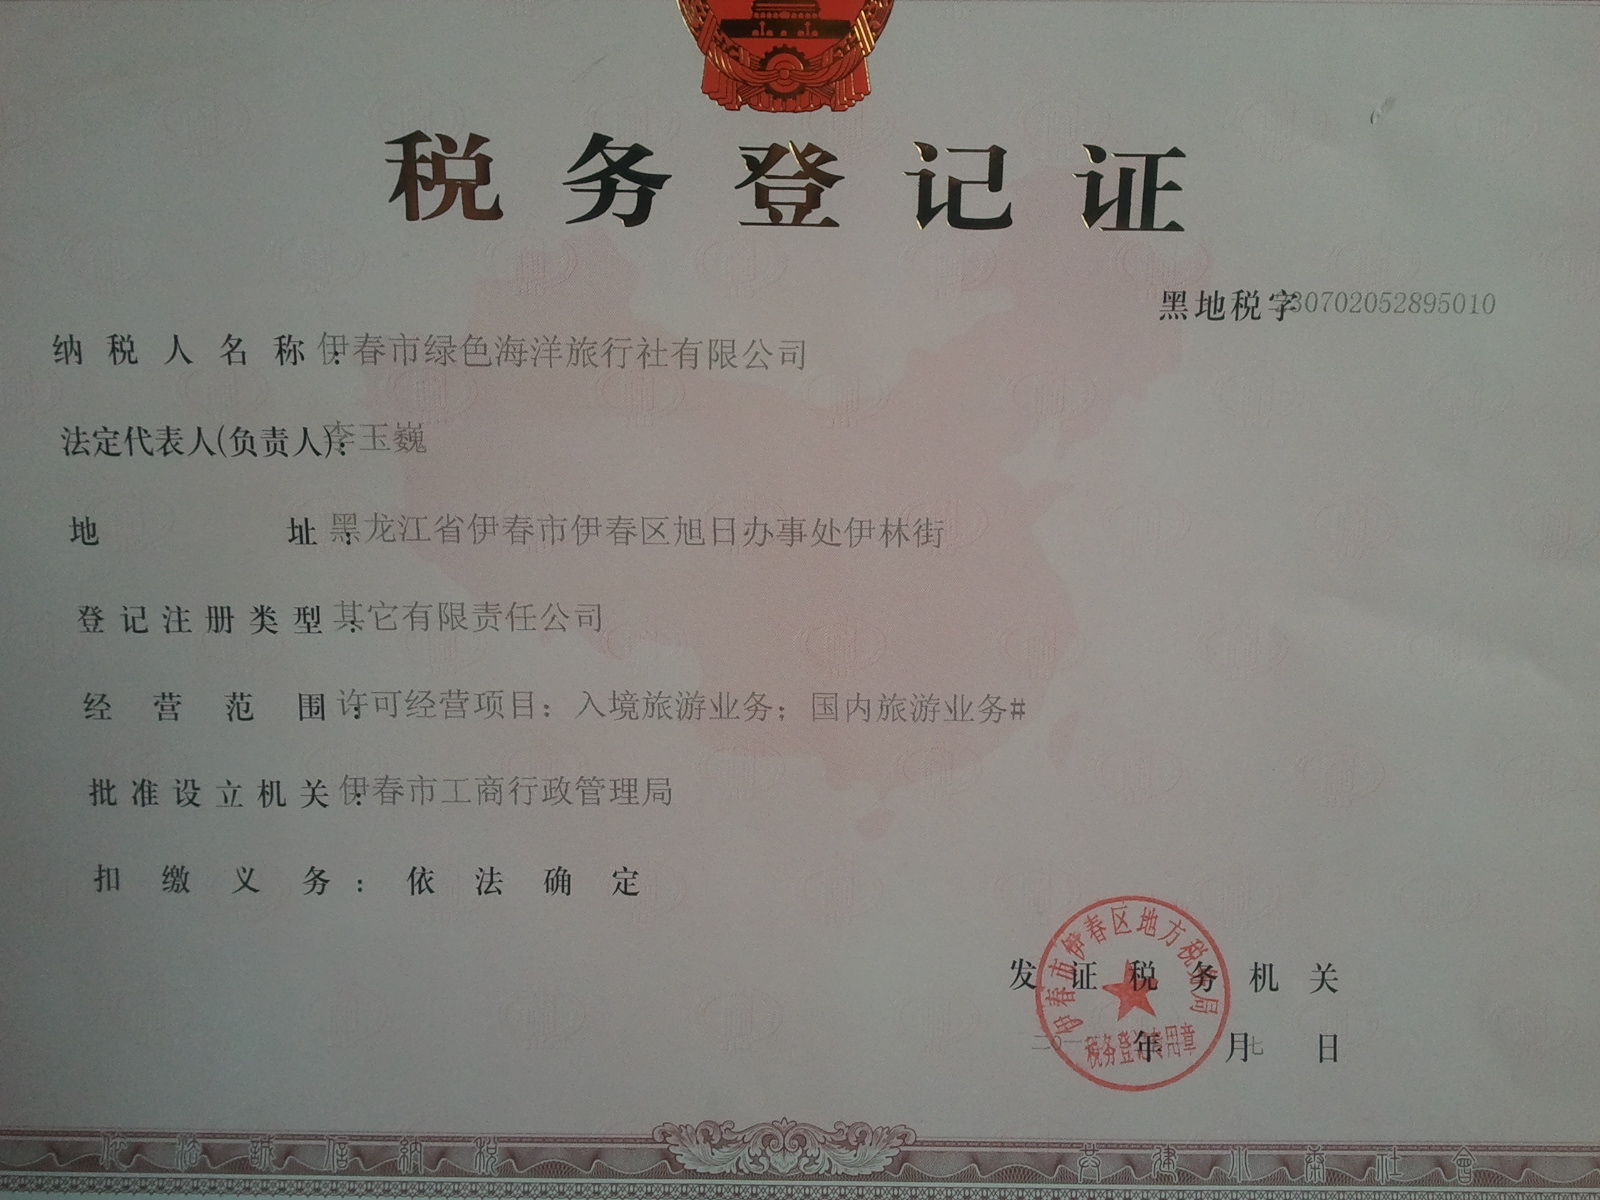 税务登记证
黑地税字230702052895010
纳税人名称：伊春市绿色海洋旅行社有限公司
法定代表人(负责人)：李玉巍
地址：黑龙江省伊春市伊春区旭日办事处伊林街
登记注册类型：其它有限责任公司
经营范围：许可经营项目：入境旅游业务；国内旅游业务#
批准设立机关：伊春市工商行政管理局
扣缴义务：依法确定
发证税务机关
年 月 日
伊春市伊春区地方税务局
税务登记专用章
依法誠信納稅
共建小康社會